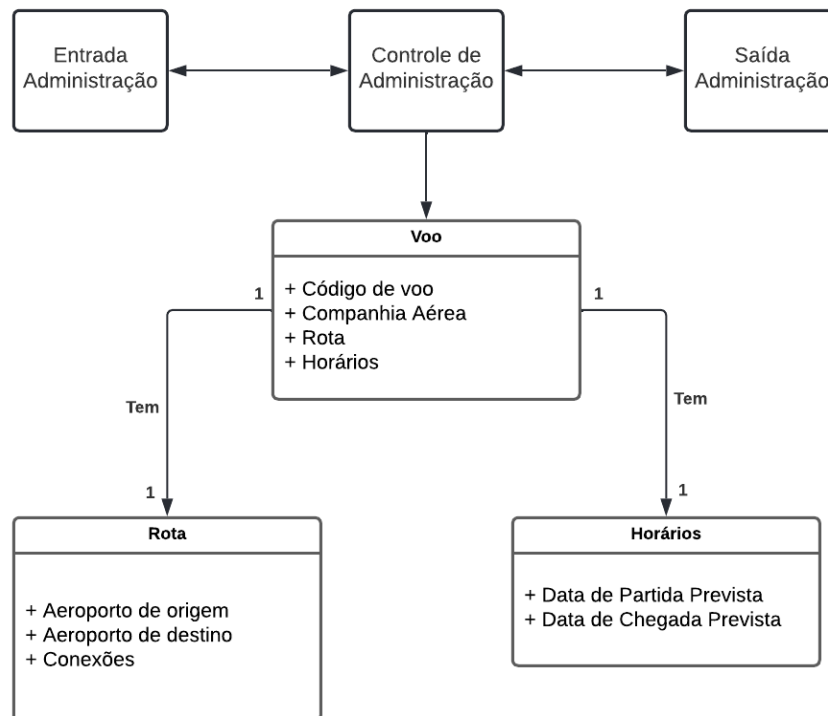 Entrada
Administração
Controle de
Administração
Saída
Administração
Voo
+ Código de voo
+ Companhia Aérea
+ Rota
+ Horários
1
1
Tem
Tem
1
1
Rota
+ Aeroporto de origem
+ Aeroporto de destino
+ Conexões
Horários
+ Data de Partida Prevista
+ Data de Chegada Prevista